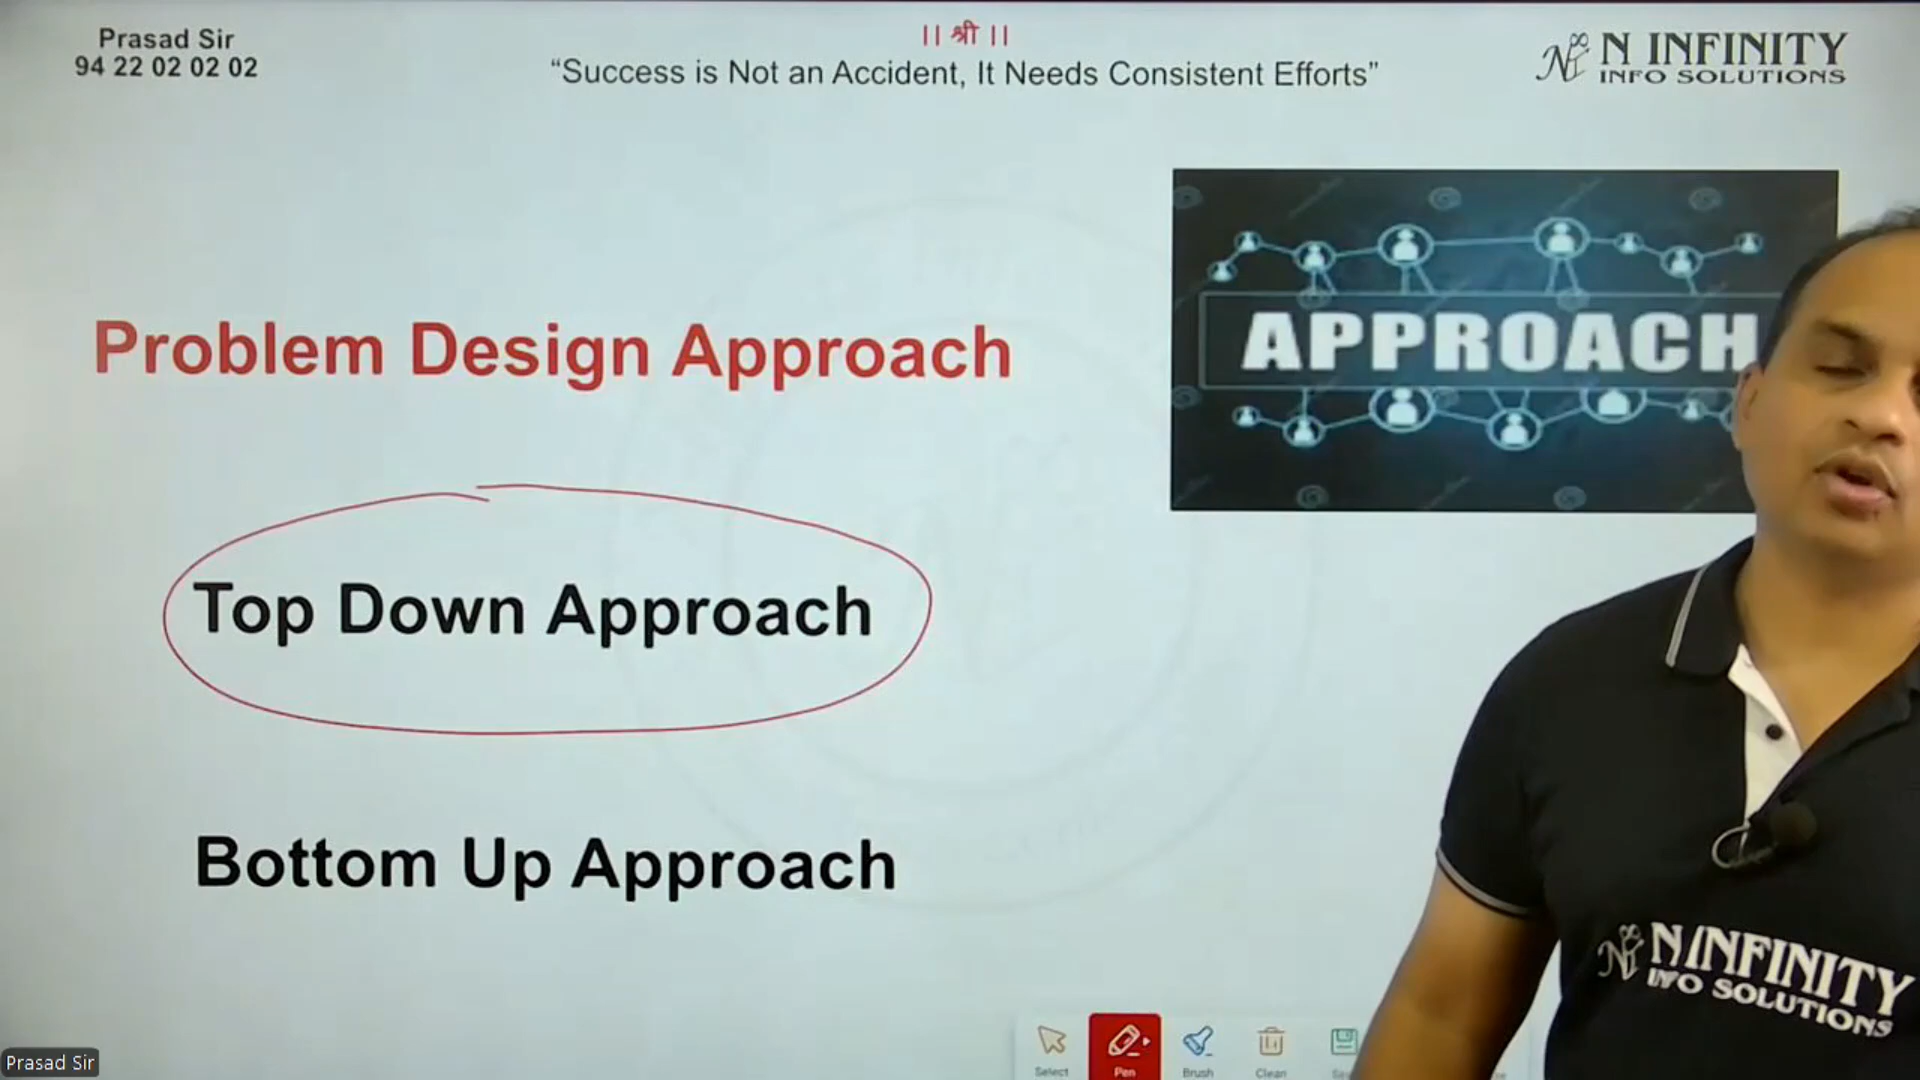 Prasad Sir
94 22 02 02 02
|| श्री ||
“Success is Not an Accident, It Needs Consistent Efforts”
N INFINITY
INFO SOLUTIONS
APPROACH
Problem Design Approach
Top Down Approach
Bottom Up Approach
N INFINITY
INFO SOLUTIONS
Select
Pen
Brush
Clean
Prasad Sir